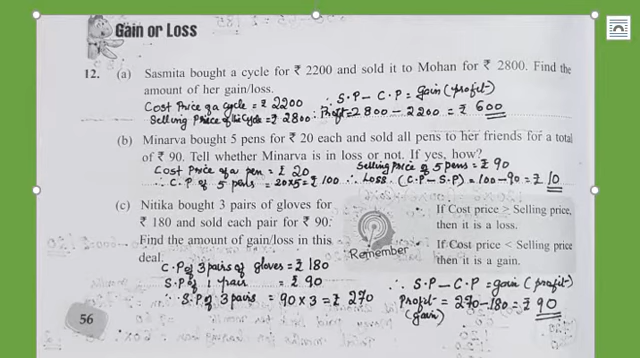 Gain or Loss
12. (a) Sasmita bought a cycle for ₹ 2200 and sold it to Mohan for ₹ 2800. Find the
amount of her gain/loss. ∴ S.P – C.P = gain (profit)
Cost Price of a cycle = ₹ 2200
Selling Price of the Cycle = ₹ 2800 ∴ Profit = 2800 – 2200 = ₹ 600
(b) Minarva bought 5 pens for ₹ 20 each and sold all pens to her friends for a total
of ₹ 90. Tell whether Minarva is in loss or not. If yes, how?
Cost Price of a pen = ₹ 20 Selling price of 5 pens = ₹ 90
∴ C.P of 5 pens = 20×5 = ₹ 100 ∴ Loss (C.P – S.P) = 100 – 90 = ₹ 10
(c) Nitika bought 3 pairs of gloves for
₹ 180 and sold each pair for ₹ 90.
Find the amount of gain/loss in this
deal.
Remember
If Cost price > Selling price,
then it is a loss.
If Cost price < Selling price
then it is a gain.
C.P of 3 pairs of gloves = ₹ 180
S.P of 1 pair = ₹ 90
∴ S.P of 3 pairs = 90 × 3 = ₹ 270
∴ S.P – C.P = gain (profit)
Profit = 270 – 180 = ₹ 90
(gain)
56